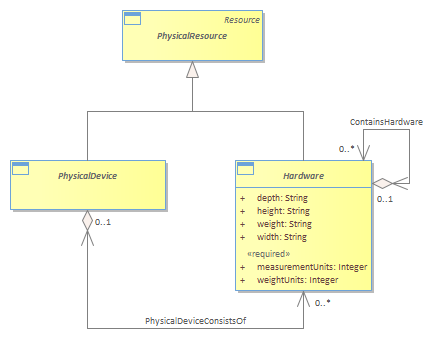 Resource
PhysicalResource
ContainsHardware
0..*
PhysicalDevice
Hardware
0..1
+ depth: String
+ height: String
+ weight: String
+ width: String
«required»
+ measurementUnits: Integer
+ weightUnits: Integer
0..1
0..*
PhysicalDeviceConsistsOf